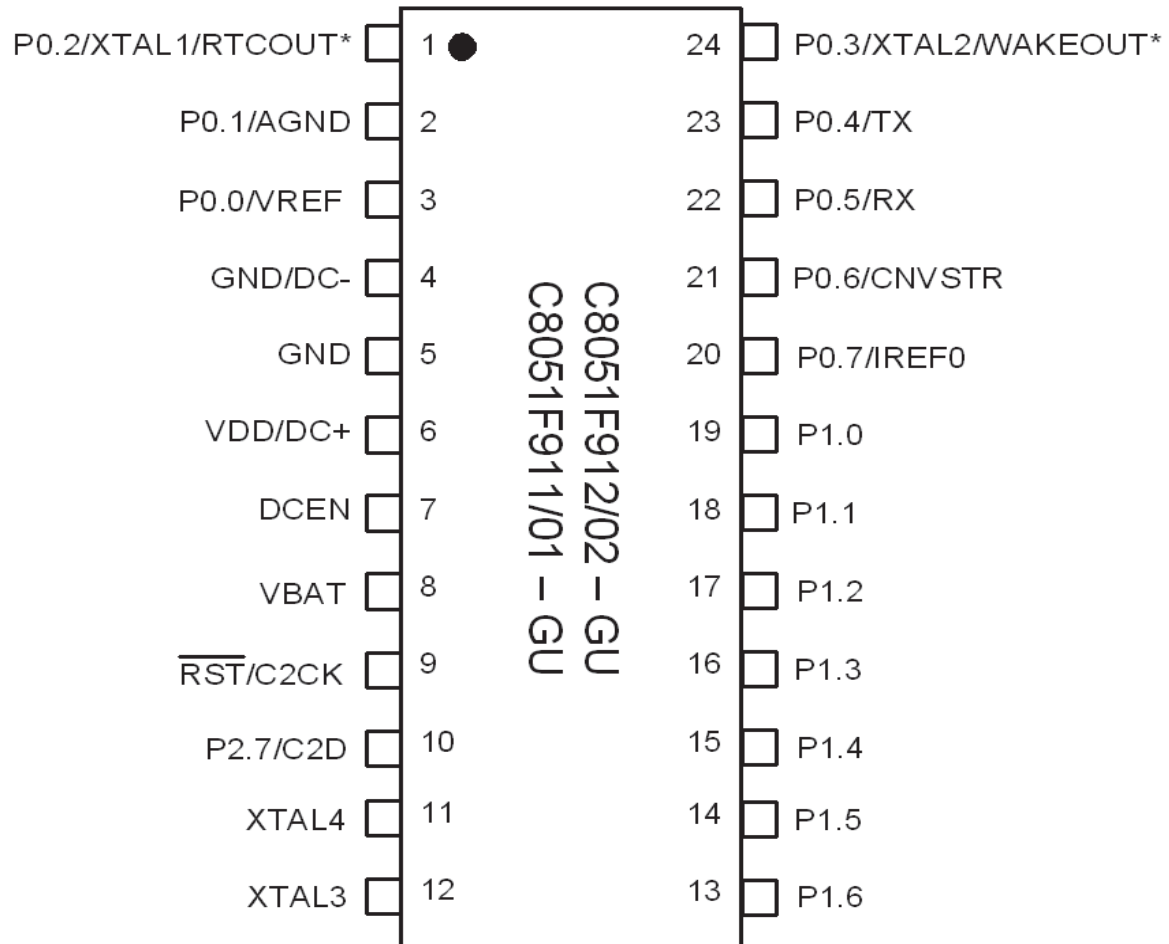 P0.2/XTAL1/RTCOUT* 1 24 P0.3/XTAL2/WAKEOUT*
P0.1/AGND 2 23 P0.4/TX
P0.0/VREF 3 22 P0.5/RX
GND/DC- 4 21 P0.6/CNVSTR
GND 5 20 P0.7/IREF0
VDD/DC+ 6 19 P1.0
DCEN 7 18 P1.1
VBAT 8 17 P1.2
RST/C2CK 9 16 P1.3
P2.7/C2D 10 15 P1.4
XTAL4 11 14 P1.5
XTAL3 12 13 P1.6
C8051F912/02 – GU
C8051F911/01 – GU